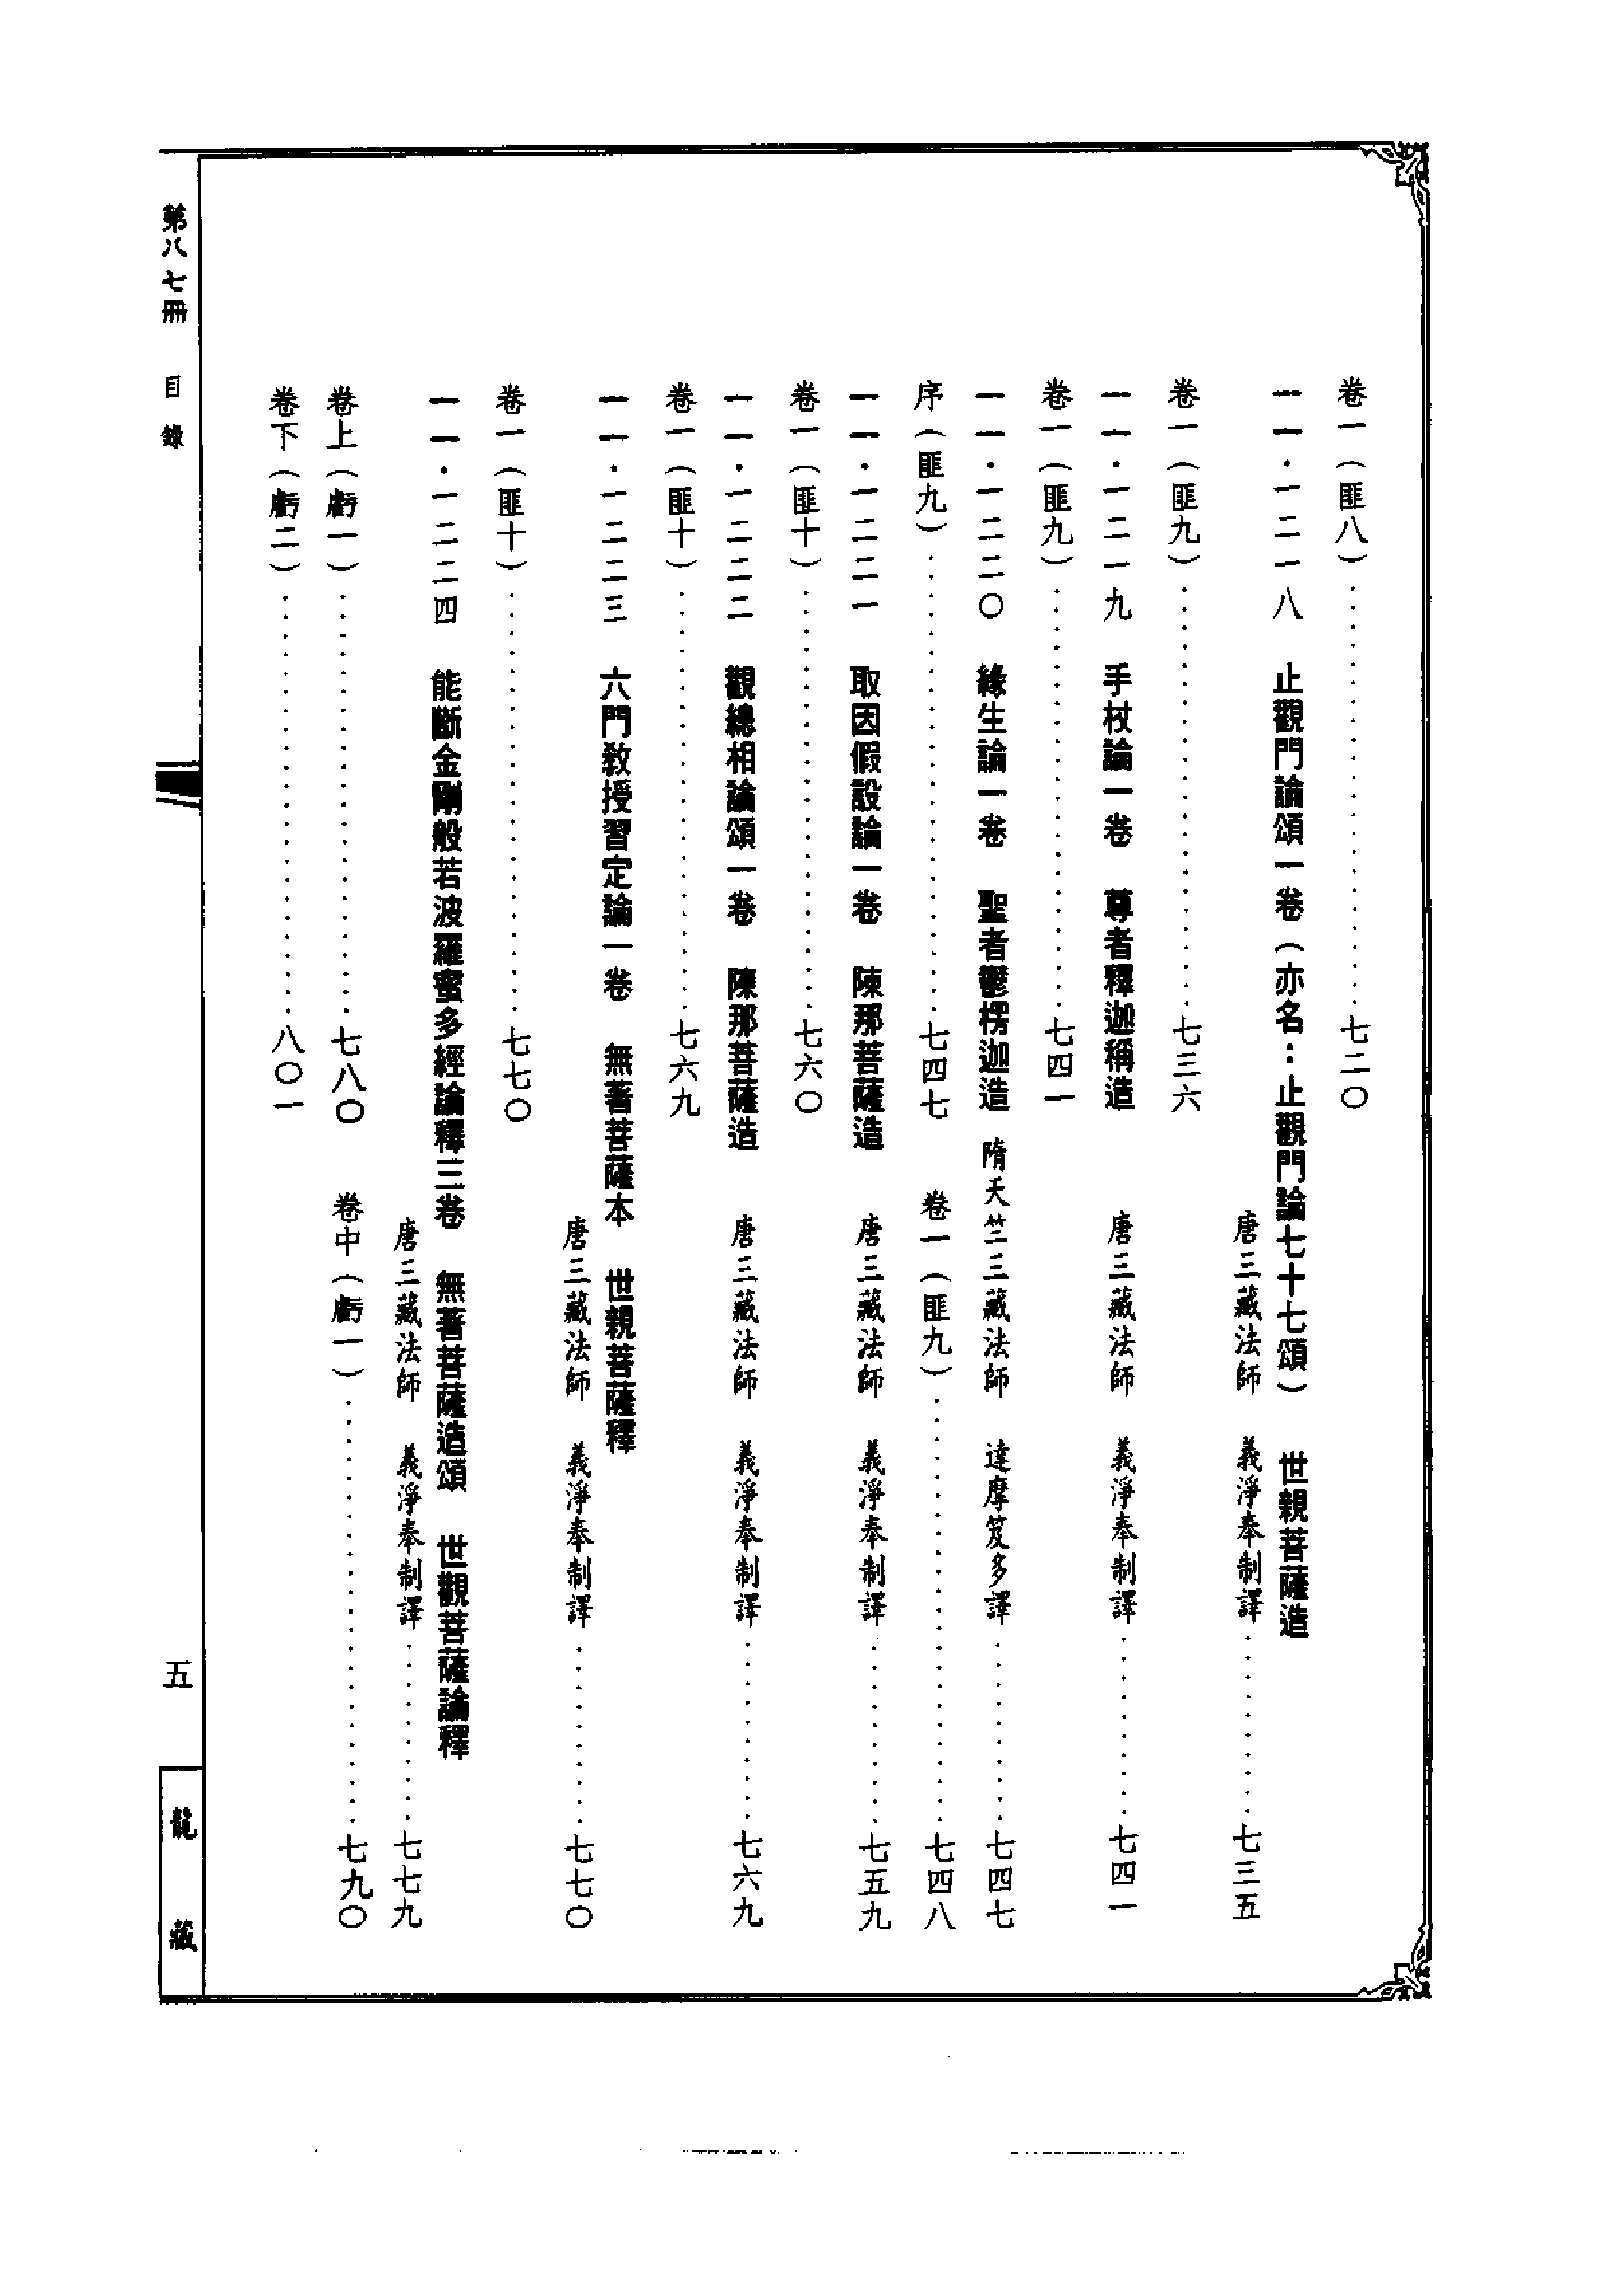 卷一（匪八）……七二〇
一一·一二一八　止觀門論頌一卷（亦名：止觀門論七十七頌）　世親菩薩造
唐三藏法師　義淨奉制譯……七三五
卷一（匪九）……七三六
一一·一二一九　手杖論一卷　尊者釋迦稱造　唐三藏法師　義淨奉制譯……七四一
卷一（匪九）……七四一
一一·一二二〇　緣生論一卷　聖者鬱楞迦造　隋天竺三藏法師　達摩笈多譯……七四七
序（匪九）……七四七　卷一（匪九）……七四八
一一·一二二一　取因假設論一卷　陳那菩薩造　唐三藏法師　義淨奉制譯……七五九
卷一（匪十）……七六〇
一一·一二二二　觀總相論頌一卷　陳那菩薩造　唐三藏法師　義淨奉制譯……七六九
卷一（匪十）……七六九
一一·一二二三　六門教授習定論一卷　無著菩薩本　世親菩薩釋
唐三藏法師　義淨奉制譯……七七〇
卷一（匪十）……七七〇
一一·一二二四　能斷金剛般若波羅蜜多經論釋三卷　無著菩薩造頌　世觀菩薩論釋
唐三藏法師　義淨奉制譯……七七九
卷上（虧一）……七八〇　卷中（虧一）……七九〇
卷下（虧二）……八〇一
第八七冊　目錄
五
龍藏